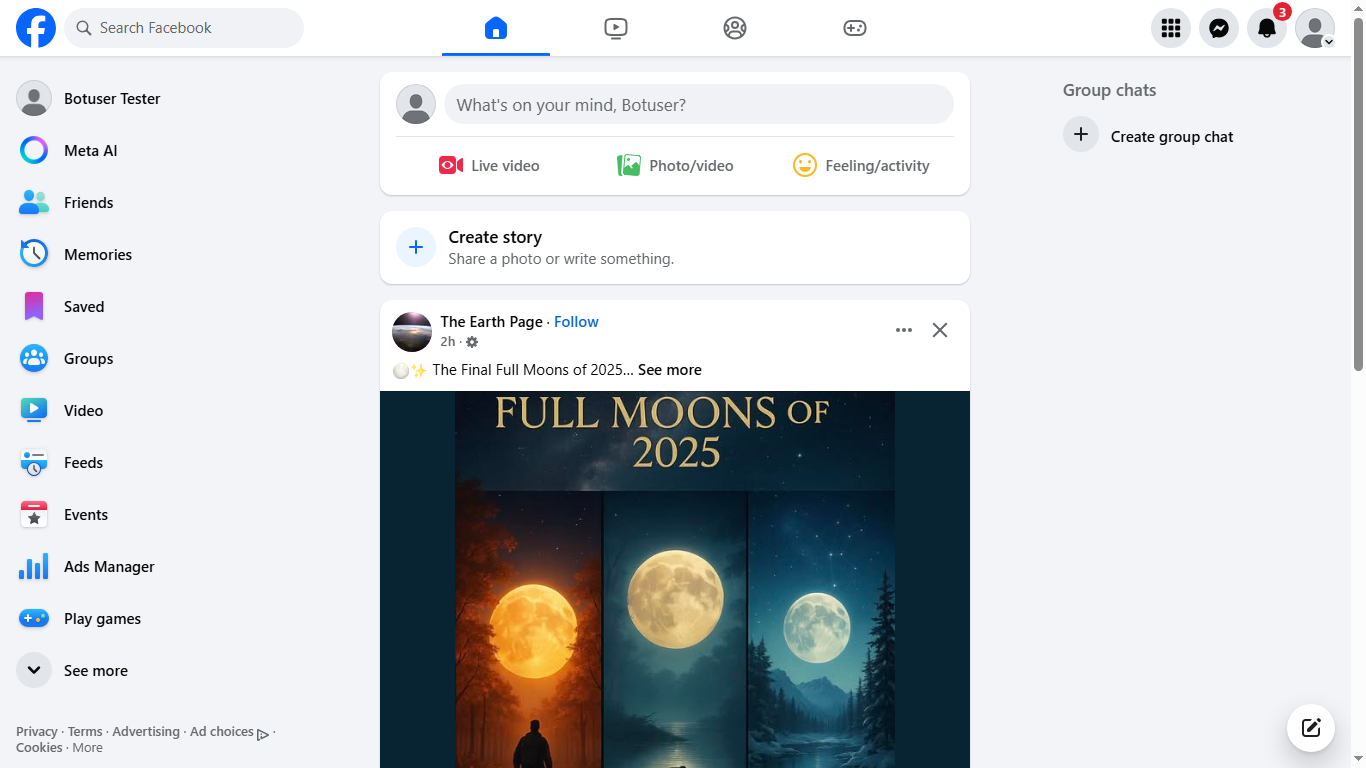 Search Facebook
3
Botuser Tester
Meta AI
Friends
Memories
Saved
Groups
Video
Feeds
Events
Ads Manager
Play games
See more
Privacy · Terms · Advertising · Ad choices ·
Cookies · More
What's on your mind, Botuser?
Live video
Photo/video
Feeling/activity
Create story
Share a photo or write something.
The Earth Page · Follow
2h ·
The Final Full Moons of 2025... See more
FULL MOONS OF
2025
Group chats
Create group chat